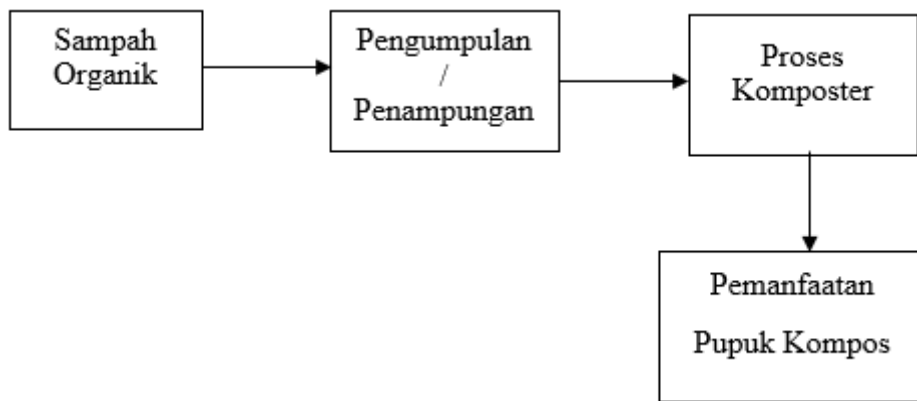 Sampah
Organik
Pengumpulan
/
Penampungan
Proses
Komposter
Pemanfaatan
Pupuk Kompos